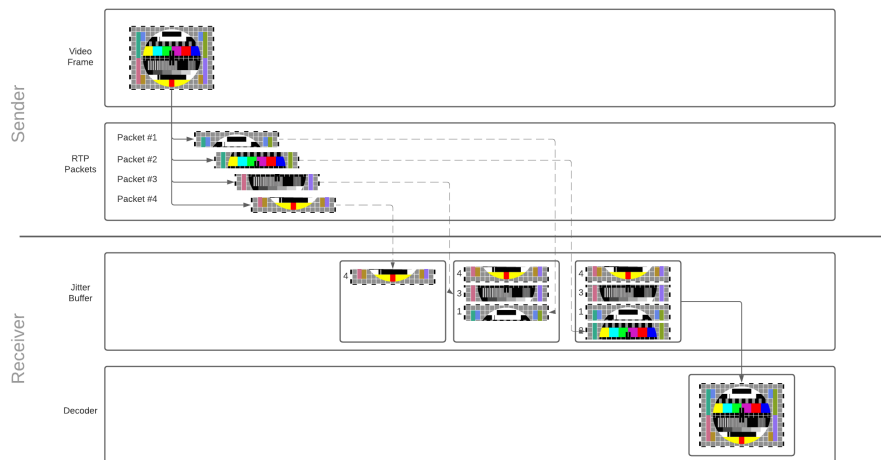 Sender
Video
Frame
RTP
Packets
Packet #1
Packet #2
Packet #3
Packet #4
Receiver
Jitter
Buffer
4
4
3
1
4
3
1
Decoder